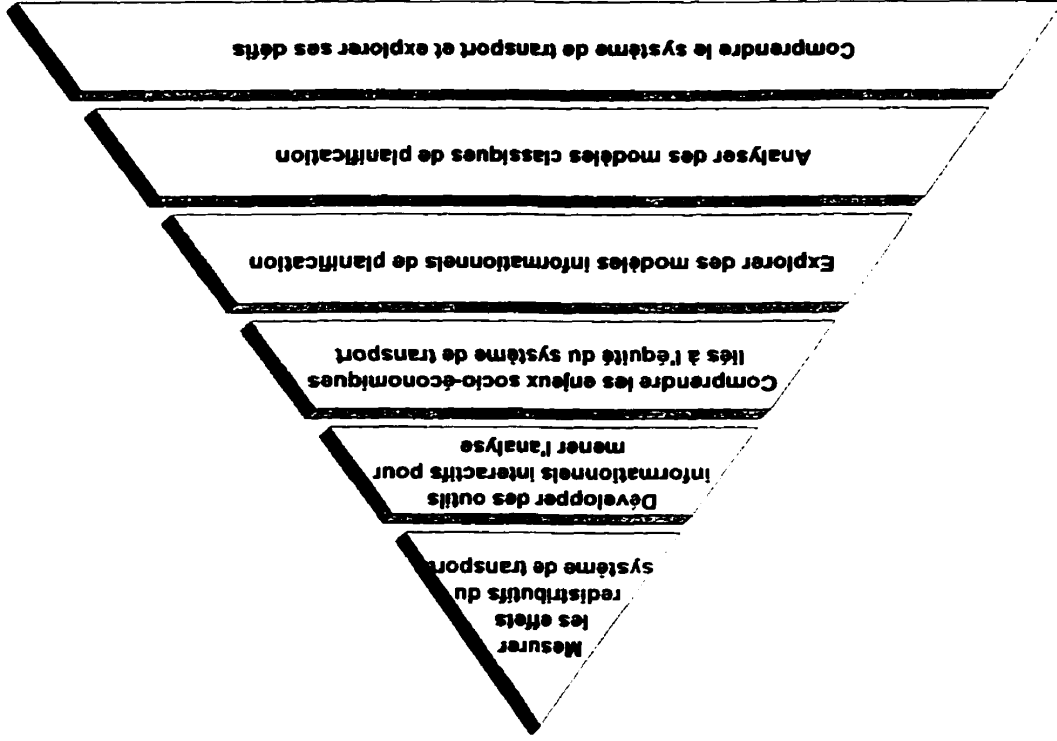 Mesurer
les effets
redistributifs du
système de transport
Développer des outils
informationnels interactifs pour
mener l'analyse
Comprendre les enjeux socio-économiques
liés à l'équité du système de transport
Explorer des modèles informationnels de planification
Analyser des modèles classiques de planification
Comprendre le système de transport et explorer ses défis